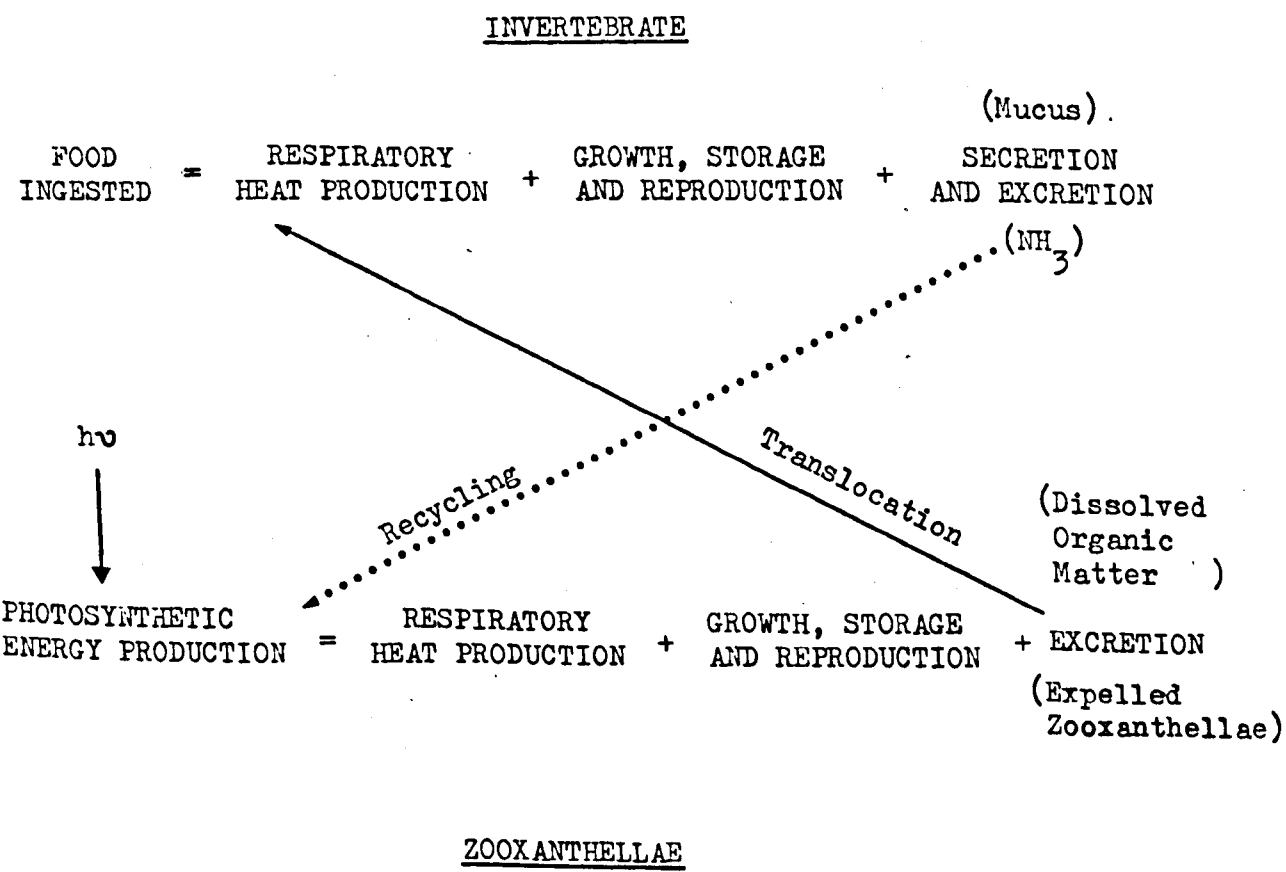 INVERTEBRATE
(Mucus).
FOOD INGESTED = RESPIRATORY HEAT PRODUCTION + GROWTH, STORAGE AND REPRODUCTION + SECRETION AND EXCRETION
(NH3)
hν
Recycling
Translocation
(Dissolved
Organic
Matter )
PHOTOSYNTHETIC ENERGY PRODUCTION = RESPIRATORY HEAT PRODUCTION + GROWTH, STORAGE AND REPRODUCTION + EXCRETION
(Expelled
Zooxanthellae)
ZOOXANTHELLAE